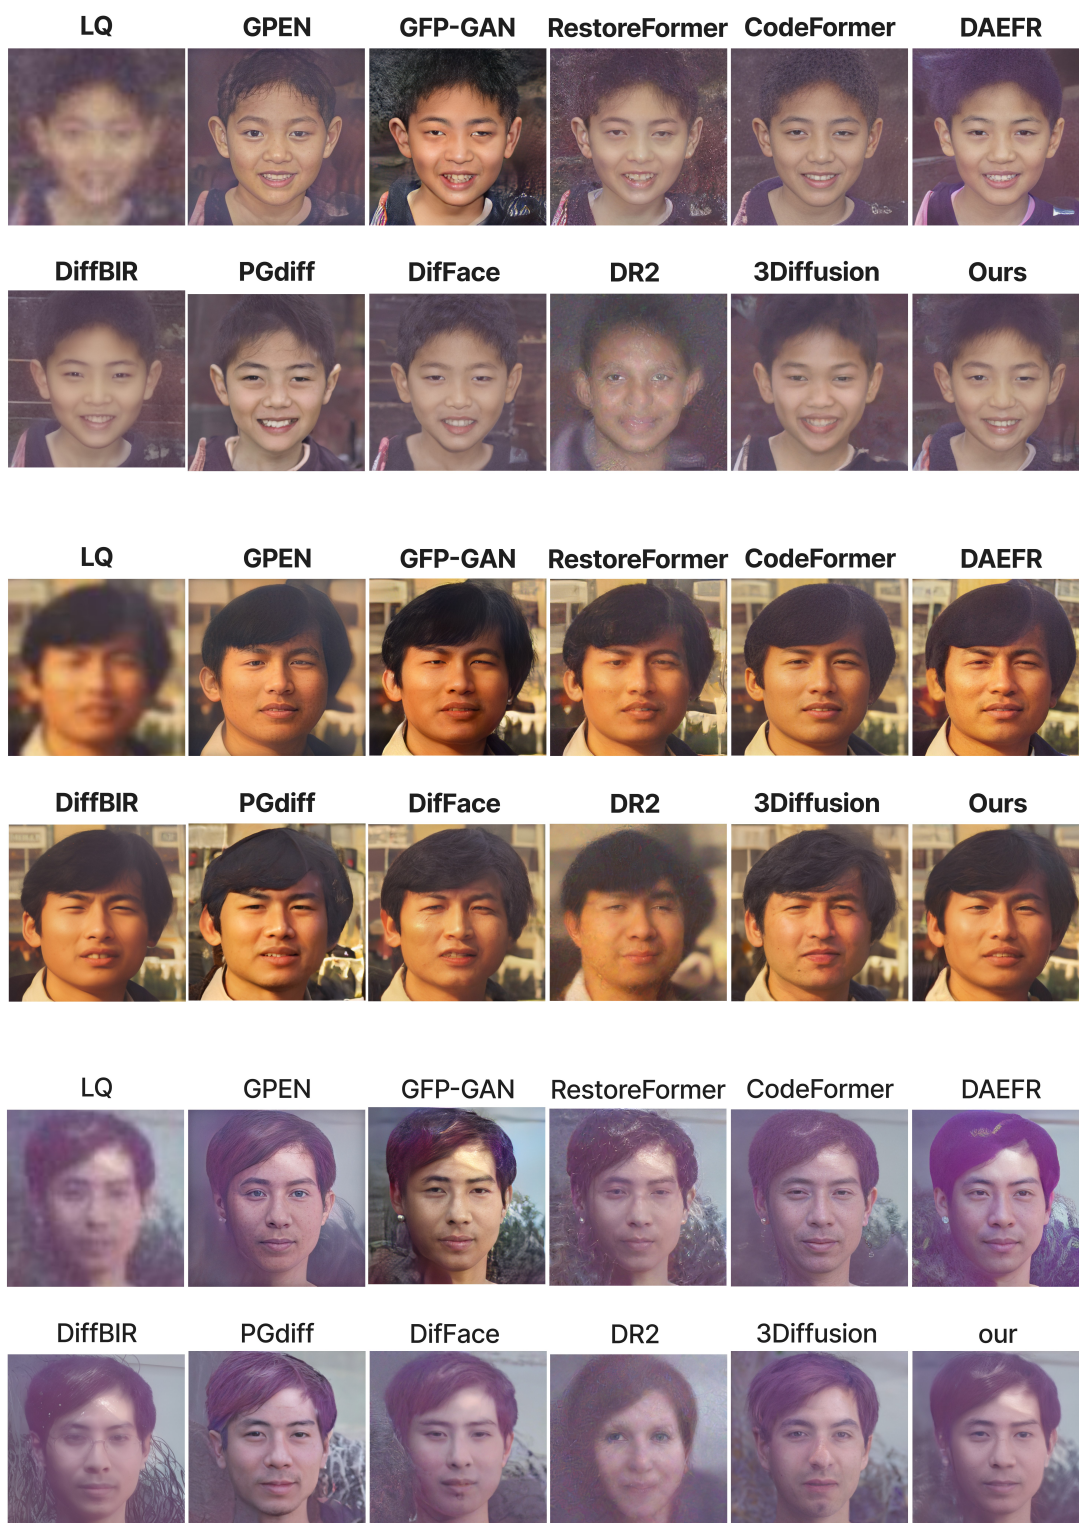 LQ GPEN GFP-GAN RestoreFormer CodeFormer DAEFR
DiffBIR PGdiff DifFace DR2 3Diffusion Ours
LQ GPEN GFP-GAN RestoreFormer CodeFormer DAEFR
DiffBIR PGdiff DifFace DR2 3Diffusion Ours
LQ GPEN GFP-GAN RestoreFormer CodeFormer DAEFR
DiffBIR PGdiff DifFace DR2 3Diffusion our